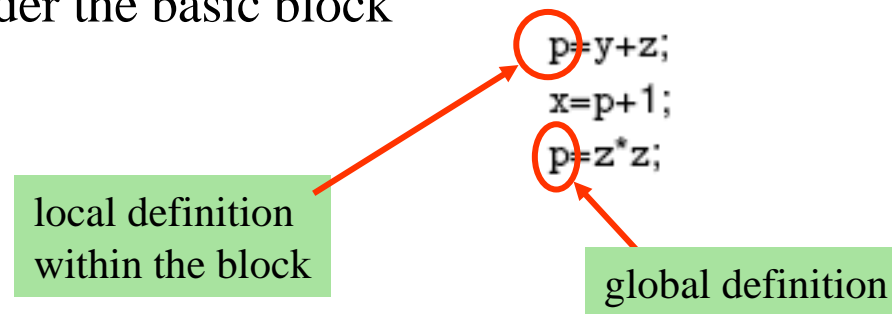 der the basic block
p=y+z;
x=p+1;
p=z*z;
local definition
within the block
global definition